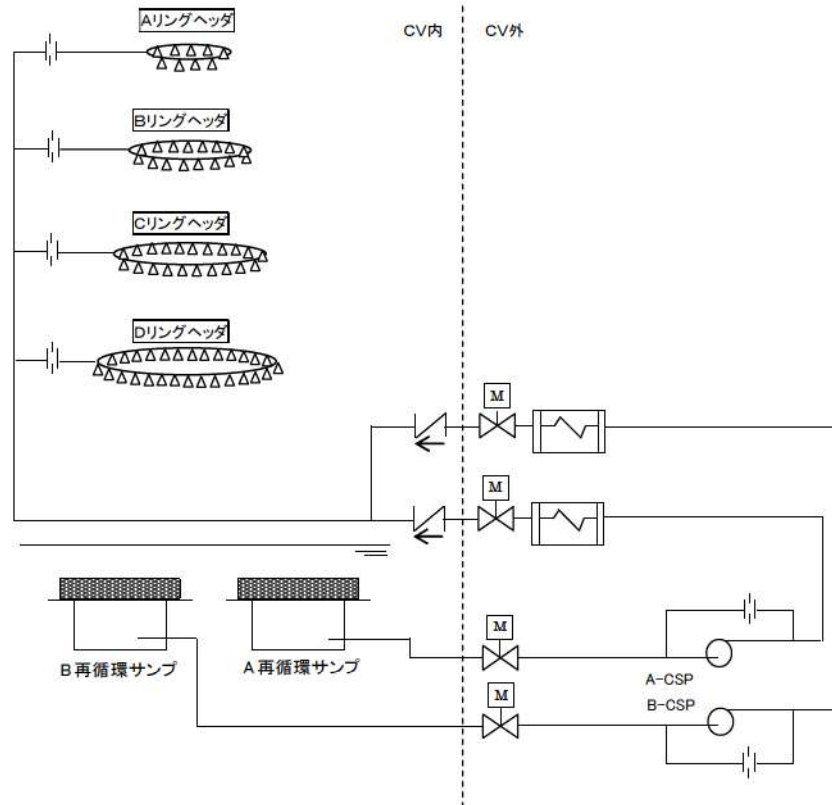 Aリングヘッダ
CV内
CV外
Bリングヘッダ
Cリングヘッダ
Dリングヘッダ
M
M
M
B再循環サンプ
A再循環サンプ
A-CSP
M
B-CSP